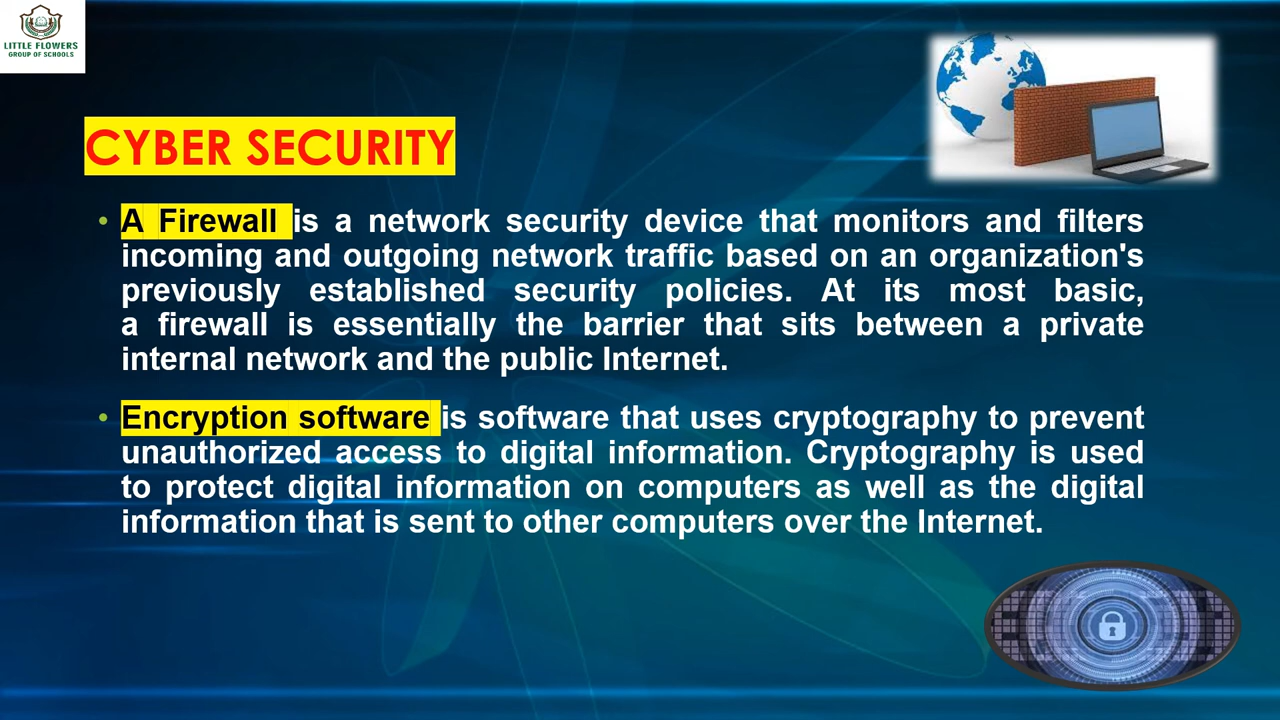 LITTLE FLOWERS
GROUP OF SCHOOLS
CYBER SECURITY
• A Firewall is a network security device that monitors and filters
incoming and outgoing network traffic based on an organization's
previously established security policies. At its most basic,
a firewall is essentially the barrier that sits between a private
internal network and the public Internet.
• Encryption software is software that uses cryptography to prevent
unauthorized access to digital information. Cryptography is used
to protect digital information on computers as well as the digital
information that is sent to other computers over the Internet.